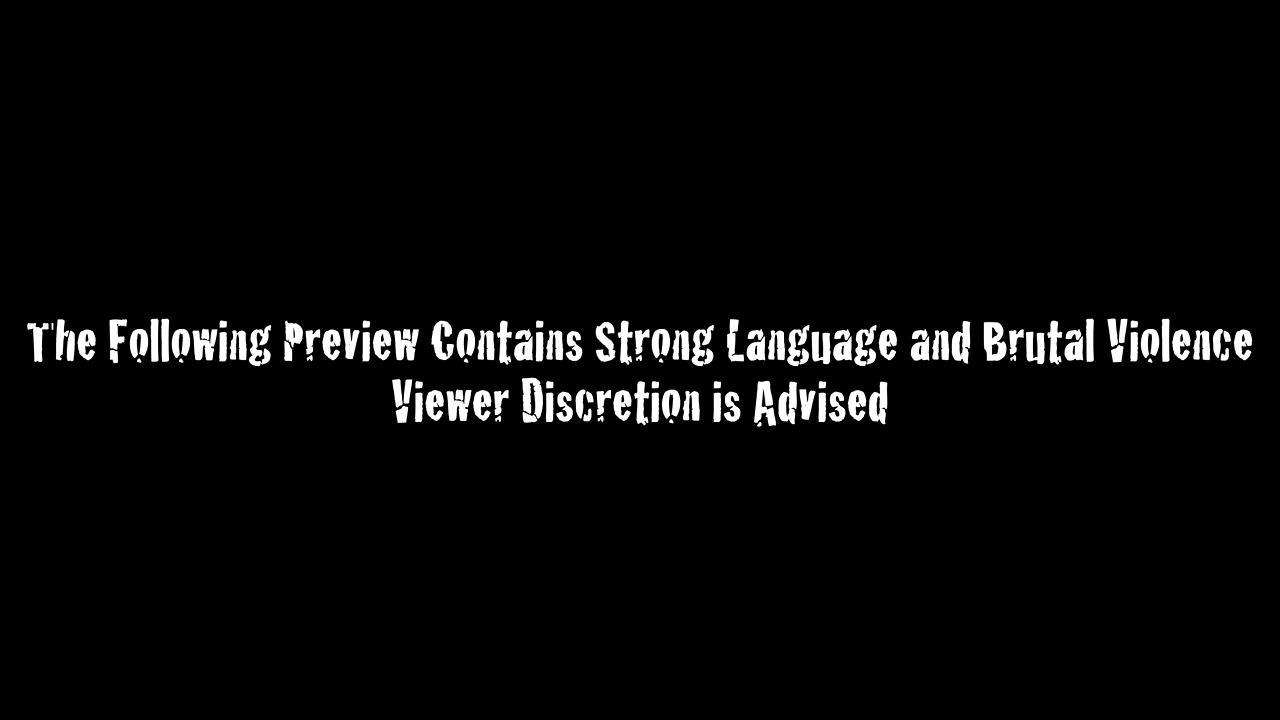 The Following Preview Contains Strong Language and Brutal Violence
Viewer Discretion is Advised